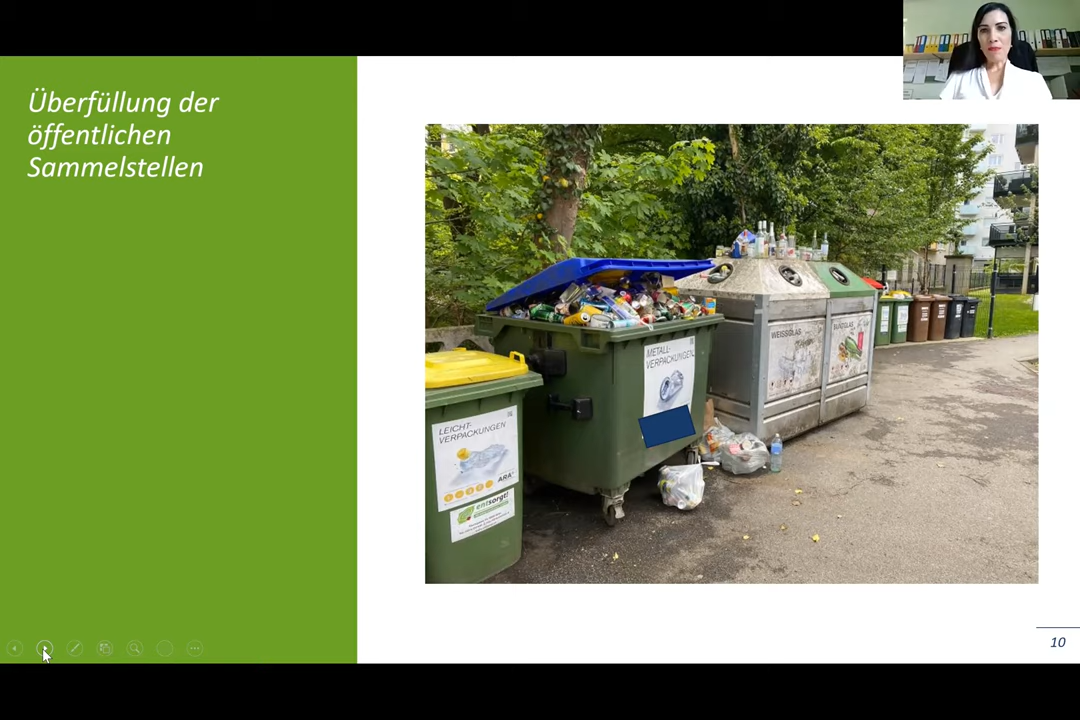 Überfüllung der
öffentlichen
Sammelstellen
METALL-
VERPACKUNGEN
WEISSGLAS
BUNTGLAS
LEICHT-
VERPACKUNGEN
ARA
entsorgt!
10